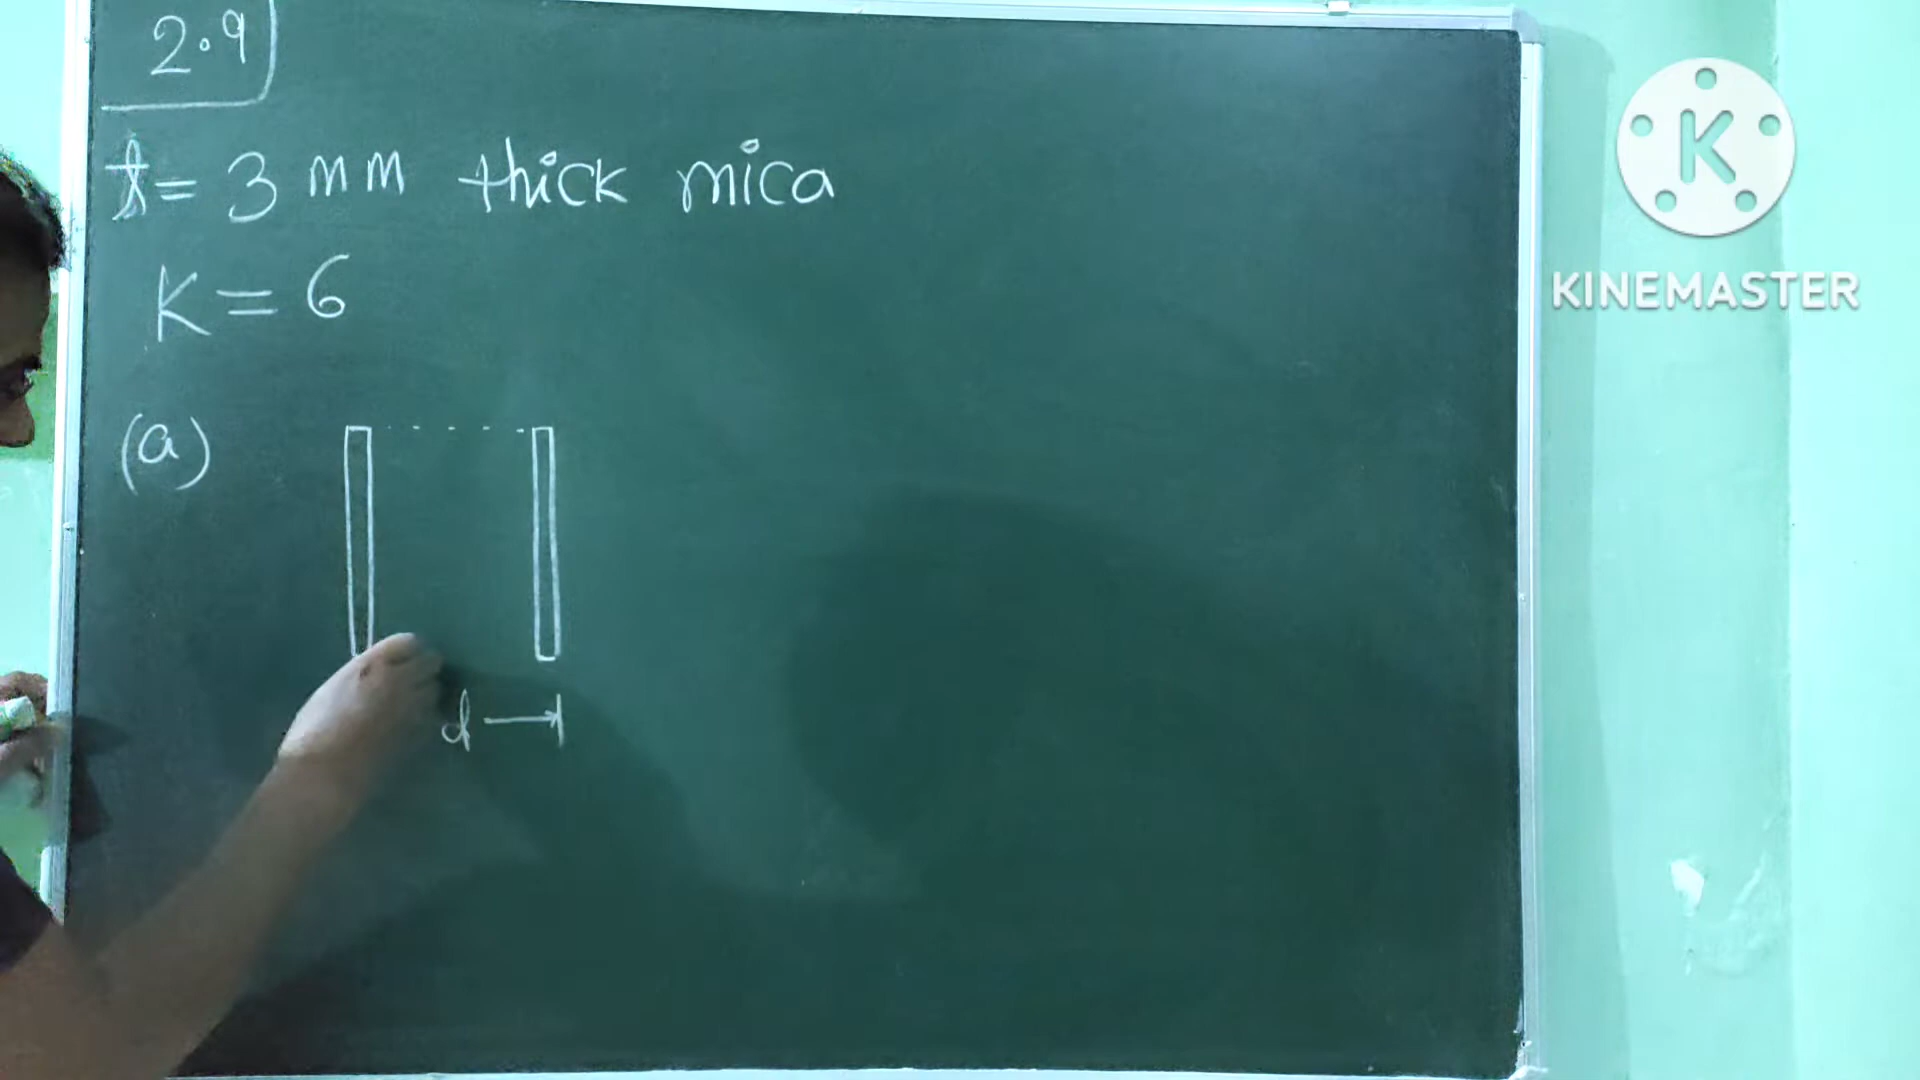 2.9
t = 3 mm thick mica
K = 6
(a)
d
K
KINEMASTER